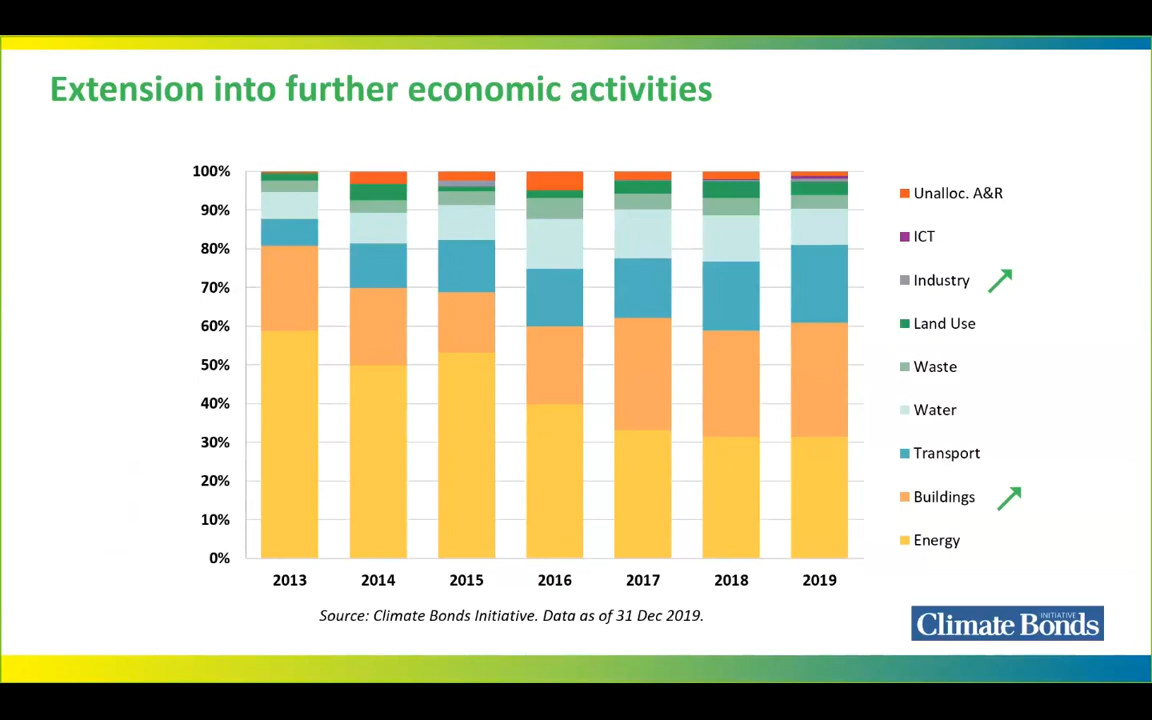 Extension into further economic activities
100%
90%
80%
70%
60%
50%
40%
30%
20%
10%
0%
2013 2014 2015 2016 2017 2018 2019
Unalloc. A&R
ICT
Industry
Land Use
Waste
Water
Transport
Buildings
Energy
Source: Climate Bonds Initiative. Data as of 31 Dec 2019.
Climate Bonds INITIATIVE